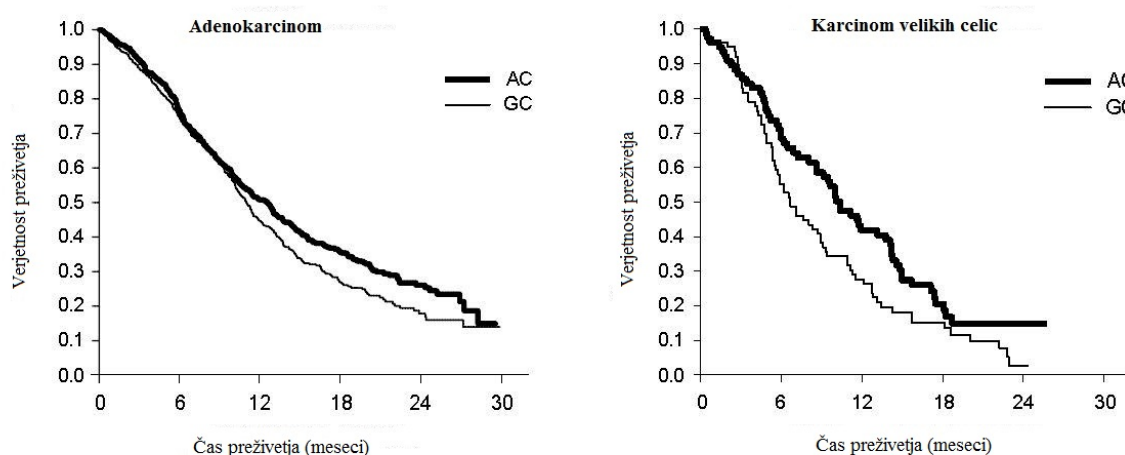 Adenokarcinom
AC
GC
Verjetnost preživetja
1.0
0.9
0.8
0.7
0.6
0.5
0.4
0.3
0.2
0.1
0.0
0 6 12 18 24 30
Čas preživetja (meseci)
Karcinom velikih celic
AC
GC
Verjetnost preživetja
1.0
0.9
0.8
0.7
0.6
0.5
0.4
0.3
0.2
0.1
0.0
0 6 12 18 24 30
Čas preživetja (meseci)